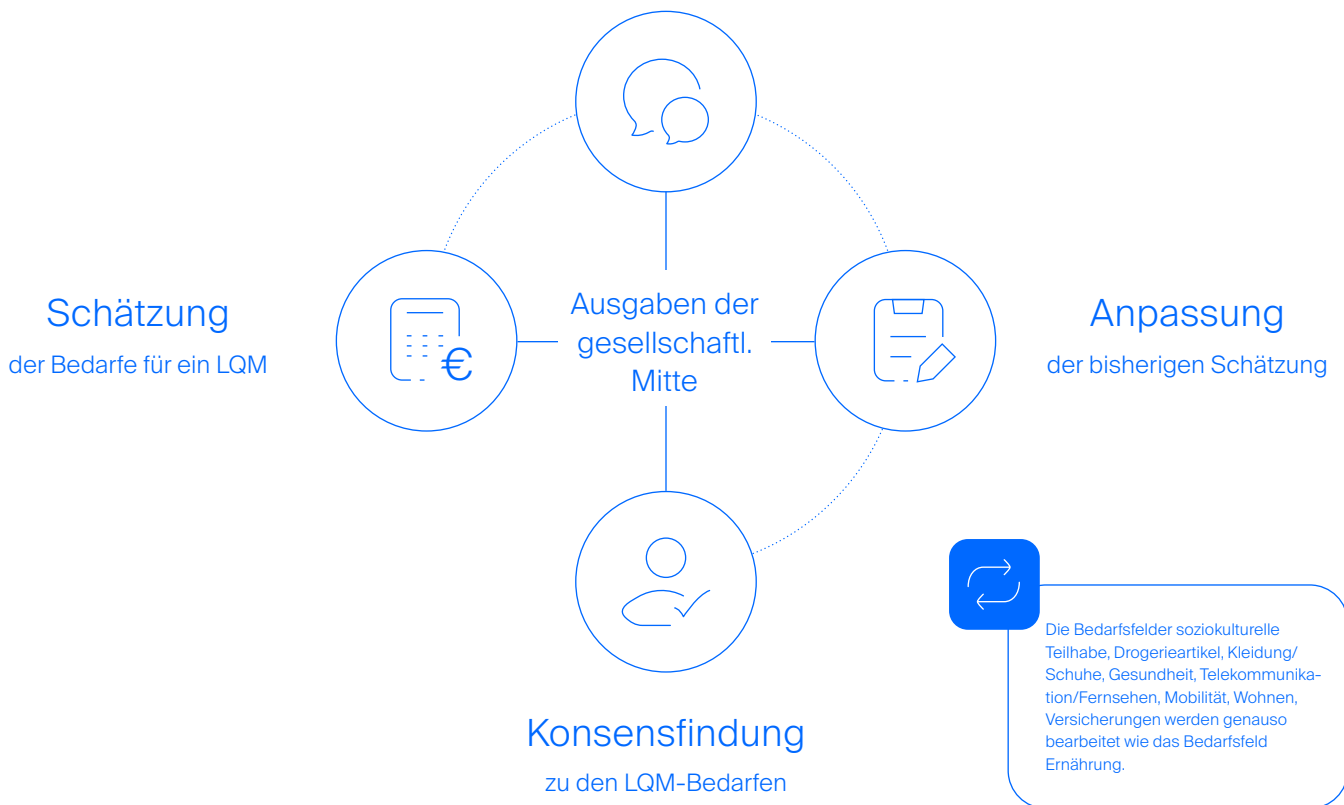 Schätzung
der Bedarfe für ein LQM
€
Ausgaben der
gesellschaftl.
Mitte
Anpassung
der bisherigen Schätzung
Konsensfindung
zu den LQM-Bedarfen
Die Bedarfsfelder soziokulturelle
Teilhabe, Drogerieartikel, Kleidung/
Schuhe, Gesundheit, Telekommunika-
tion/Fernsehen, Mobilität, Wohnen,
Versicherungen werden genauso
bearbeitet wie das Bedarfsfeld
Ernährung.